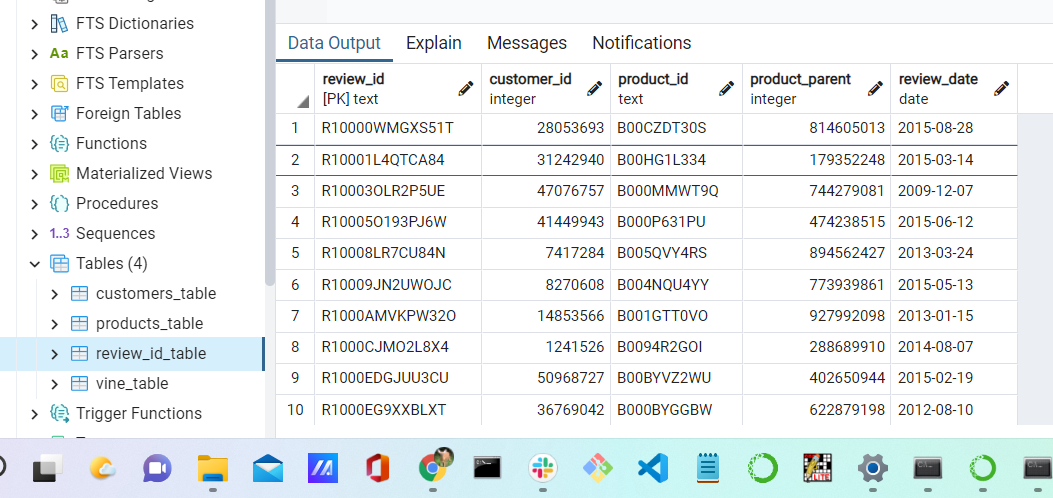 FTS Dictionaries
FTS Parsers
FTS Templates
Foreign Tables
Functions
Materialized Views
Procedures
1..3 Sequences
Tables (4)
customers_table
products_table
review_id_table
vine_table
Trigger Functions
Data Output Explain Messages Notifications
review_id customer_id product_id product_parent review_date
[PK] text integer text integer date
1 R10000WMGXS51T 28053693 B00CZDT30S 814605013 2015-08-28
2 R10001L4QTCA84 31242940 B00HG1L334 179352248 2015-03-14
3 R10003OLR2P5UE 47076757 B000MMWT9Q 744279081 2009-12-07
4 R10005O193PJ6W 41449943 B000P631PU 474238515 2015-06-12
5 R10008LR7CU84N 7417284 B005QVY4RS 894562427 2013-03-24
6 R10009JN2UWOJC 8270608 B004NQU4YY 773939861 2015-05-13
7 R1000AMVKPW32O 14853566 B001GTT0VO 927992098 2013-01-15
8 R1000CJMO2L8X4 1241526 B0094R2GOI 288689910 2014-08-07
9 R1000EDGJUU3CU 50968727 B00BYVZ2WU 402650944 2015-02-19
10 R1000EG9XXBLXT 36769042 B000BYGGBW 622879198 2012-08-10